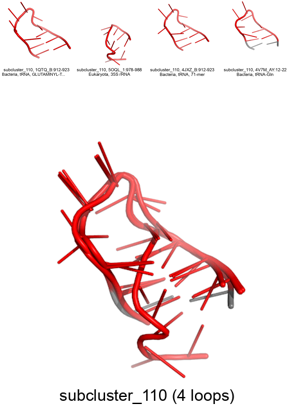 subcluster_110, 1QTQ_B:912-923
Bacteria, tRNA, GLUTAMINYL-T...
subcluster_110, 5OQL_1:978-988
Eukaryota, 35S rRNA
subcluster_110, 4JXZ_B:912-923
Bacteria, tRNA, 71-mer
subcluster_110, 4V7M_AY:12-22
Bacteria, tRNA-Gln
subcluster_110 (4 loops)